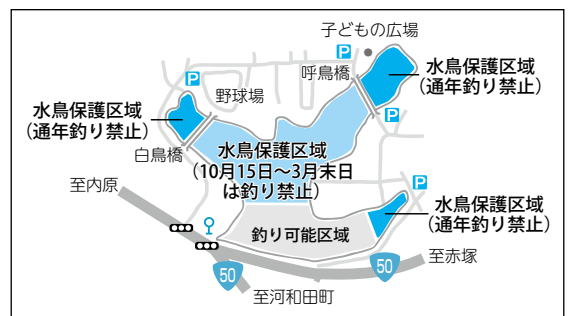 子どもの広場
P
呼鳥橋
P
水鳥保護区域
(通年釣り禁止)
野球場
P
水鳥保護区域
(通年釣り禁止)
白鳥橋
水鳥保護区域
(10月15日〜3月末日
は釣り禁止)
P
至内原
P
水鳥保護区域
(通年釣り禁止)
釣り可能区域
至赤塚
50
50
至河和田町